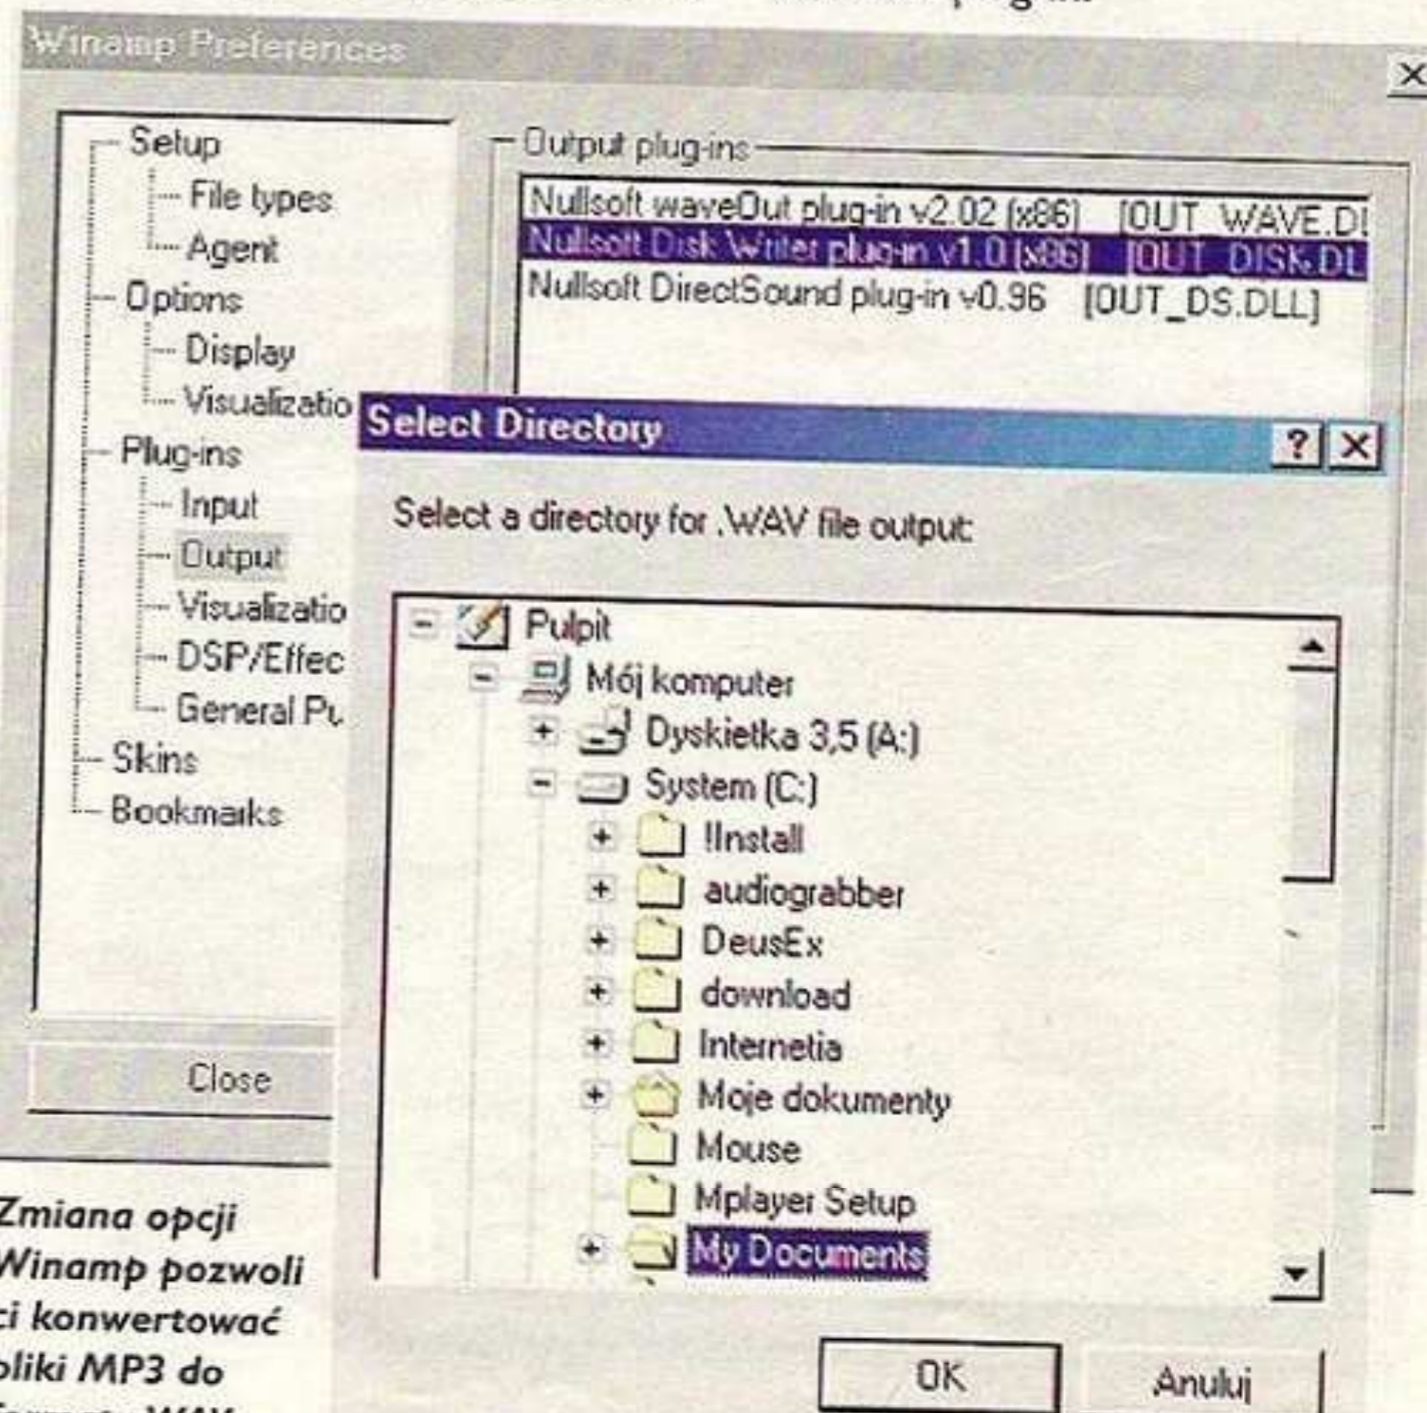 Winamp Preferences
Setup
File types
Agent
Options
Display
Visualizatio
Plug-ins
Input
Output
Visualizatio
DSP/Effec
General Pu
Skins
Bookmarks
Close
Output plug-ins
Nullsoft waveOut plug-in v2.02 (x86) [OUT_WAVE.DL
Nullsoft Disk Writer plug-in v1.0 (x86) [OUT_DISK.DL
Nullsoft DirectSound plug-in v0.96 [OUT_DS.DLL]
Select Directory
Select a directory for .WAV file output:
Pulpit
Mój komputer
Dyskietka 3,5 (A:)
System (C:)
!Install
audiograbber
DeusEx
download
Internetia
Moje dokumenty
Mouse
Mplayer Setup
My Documents
OK
Anuluj
Zmiana opcji
Winamp pozwoli
ci konwertować
pliki MP3 do
WAV